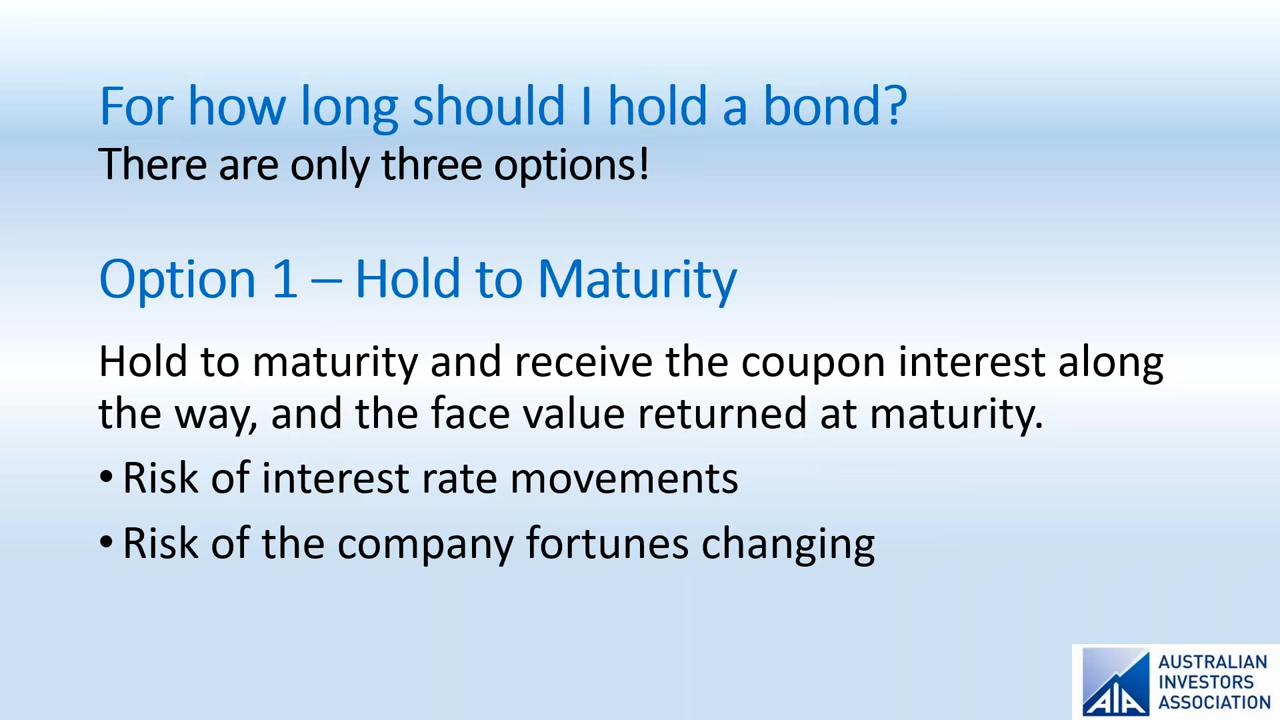 For how long should I hold a bond?
There are only three options!
Option 1 – Hold to Maturity
Hold to maturity and receive the coupon interest along
the way, and the face value returned at maturity.
• Risk of interest rate movements
• Risk of the company fortunes changing
AIA
AUSTRALIAN
INVESTORS
ASSOCIATION